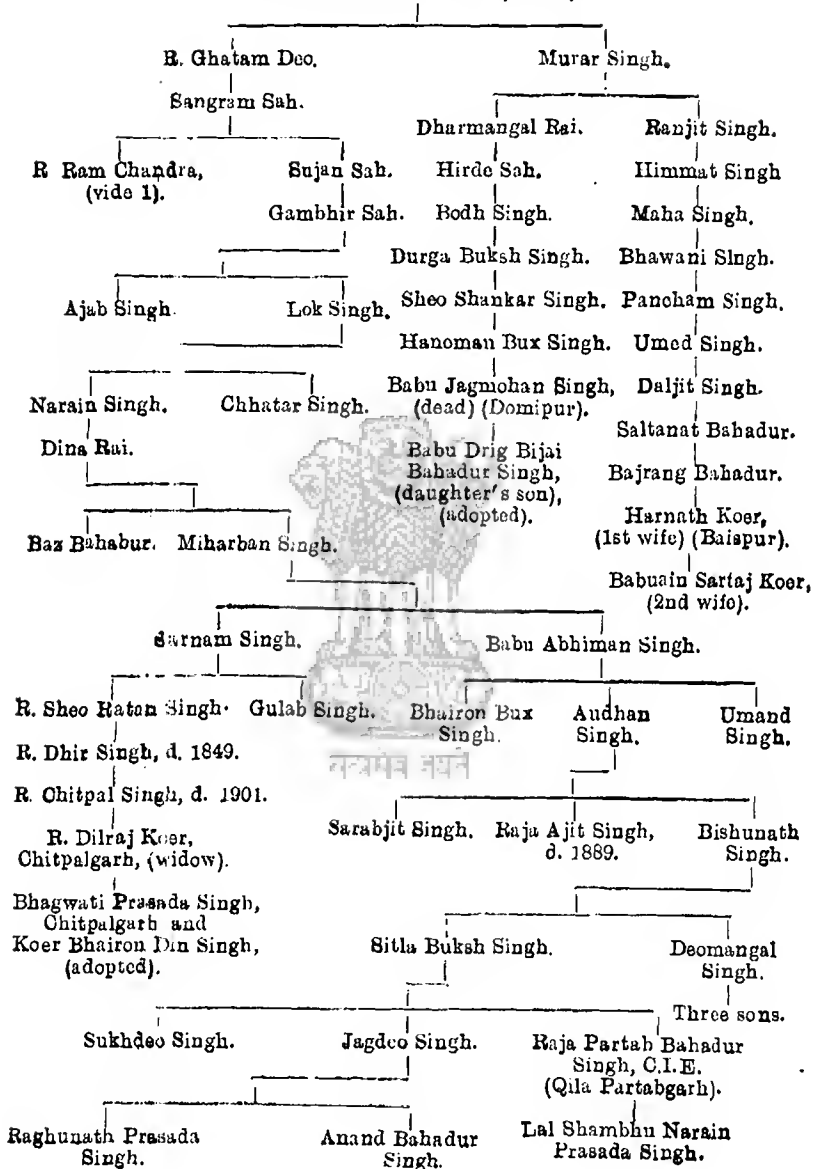 R. Ghatam Deo.
Murar Singh.
Sangram Sah.
Dharmangal Rai.
Ranjit Singh.
R Ram Chandra,
(vide 1).
Sujan Sah.
Hirde Sah.
Himmat Singh
Gambhir Sah.
Bodh Singh.
Maha Singh.
Durga Buksh Singh.
Bhawani Singh.
Ajab Singh.
Lok Singh.
Sheo Shankar Singh.
Pancham Singh.
Hanoman Bux Singh.
Umed Singh.
Narain Singh.
Chhatar Singh.
Babu Jagmohan Singh,
(dead) (Domipur).
Daljit Singh.
Saltanat Bahadur.
Dina Rai.
Babu Drig Bijai
Bahadur Singh,
(daughter's son),
(adopted).
Bajrang Bahadur.
Harnath Koer,
(1st wife) (Baispur).
Baz Bahabur.
Miharban Singh.
Babuain Sartaj Koer,
(2nd wife).
Sarnam Singh.
Babu Abhiman Singh.
R. Sheo Ratan Singh.
Gulab Singh.
Bhairon Bux
Singh.
Audhan
Singh.
Umand
Singh.
R. Dhir Singh, d. 1849.
सत्यमेव जयते
R. Chitpal Singh, d. 1901.
Sarabjit Singh.
Raja Ajit Singh,
d. 1889.
Bishunath
Singh.
R. Dilraj Koer,
Chitpalgarh, (widow).
Bhagwati Prasada Singh,
Chitpalgarh and
Koer Bhairon Din Singh,
(adopted).
Sitla Buksh Singh.
Deomangal
Singh.
Three sons.
Sukhdeo Singh.
Jagdeo Singh.
Raja Partab Bahadur
Singh, C.I.E.
(Qila Partabgarh).
Raghunath Prasada
Singh.
Anand Bahadur
Singh.
Lal Shambhu Narain
Prasada Singh.